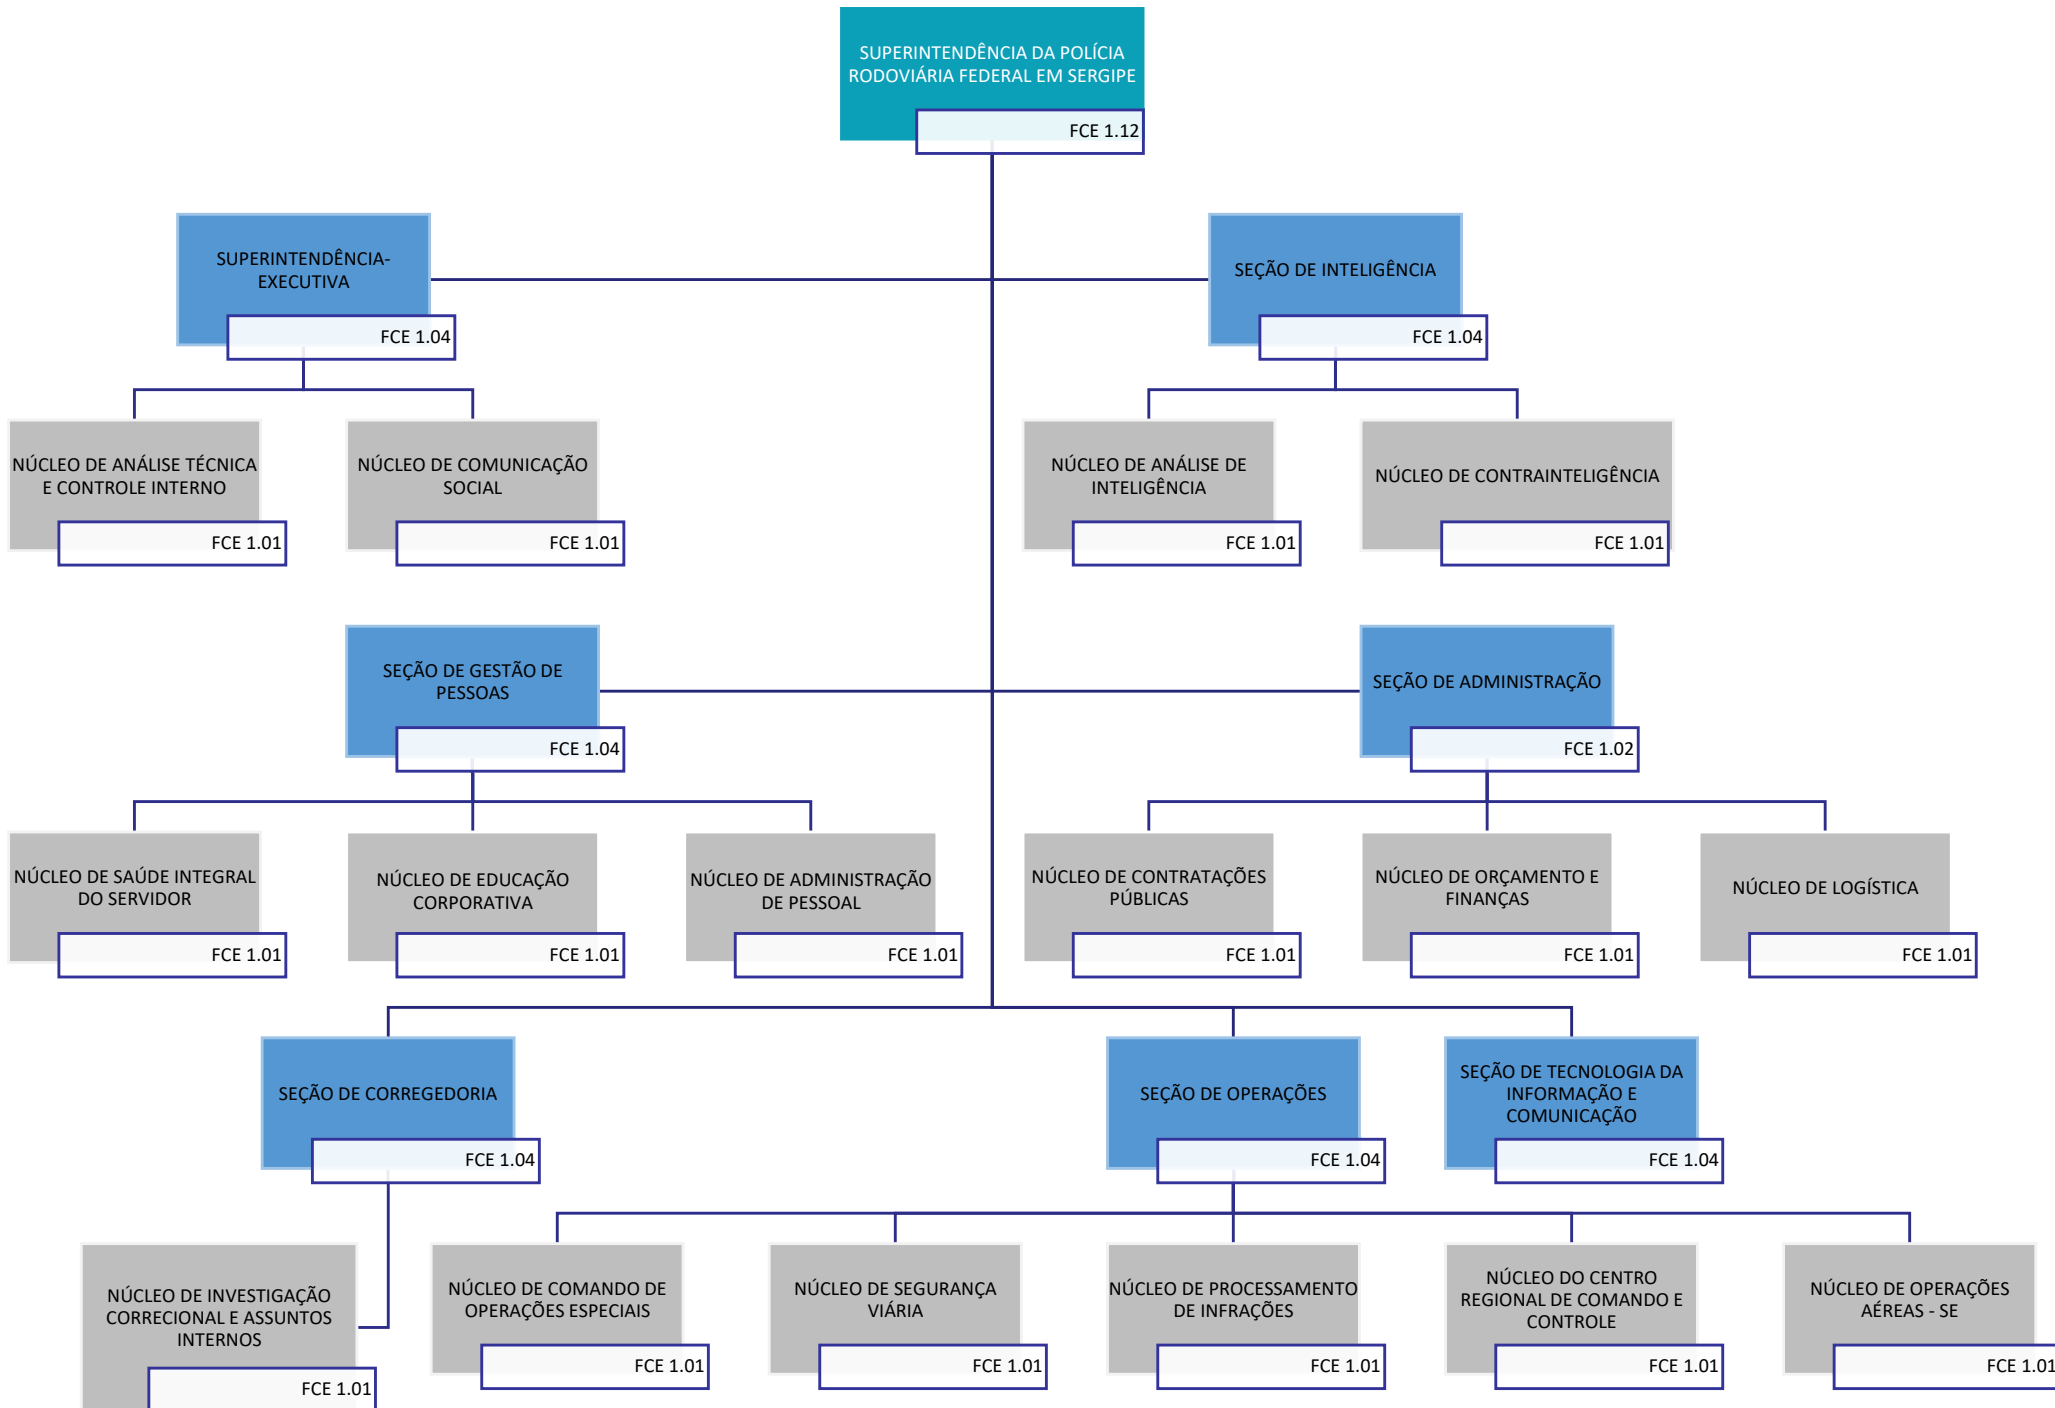 SUPERINTENDÊNCIA DA POLÍCIA
RODOVIÁRIA FEDERAL EM SERGIPE
FCE 1.12
SUPERINTENDÊNCIA-
EXECUTIVA
FCE 1.04
SEÇÃO DE INTELIGÊNCIA
FCE 1.04
NÚCLEO DE ANÁLISE TÉCNICA
E CONTROLE INTERNO
FCE 1.01
NÚCLEO DE COMUNICAÇÃO
SOCIAL
FCE 1.01
NÚCLEO DE ANÁLISE DE
INTELIGÊNCIA
FCE 1.01
NÚCLEO DE CONTRAINTELIGÊNCIA
FCE 1.01
SEÇÃO DE GESTÃO DE
PESSOAS
FCE 1.04
SEÇÃO DE ADMINISTRAÇÃO
FCE 1.02
NÚCLEO DE SAÚDE INTEGRAL
DO SERVIDOR
FCE 1.01
NÚCLEO DE EDUCAÇÃO
CORPORATIVA
FCE 1.01
NÚCLEO DE ADMINISTRAÇÃO
DE PESSOAL
FCE 1.01
NÚCLEO DE CONTRATAÇÕES
PÚBLICAS
FCE 1.01
NÚCLEO DE ORÇAMENTO E
FINANÇAS
FCE 1.01
NÚCLEO DE LOGÍSTICA
FCE 1.01
SEÇÃO DE CORREGEDORIA
FCE 1.04
SEÇÃO DE OPERAÇÕES
FCE 1.04
SEÇÃO DE TECNOLOGIA DA
INFORMAÇÃO E
COMUNICAÇÃO
FCE 1.04
NÚCLEO DE INVESTIGAÇÃO
CORRECIONAL E ASSUNTOS
INTERNOS
FCE 1.01
NÚCLEO DE COMANDO DE
OPERAÇÕES ESPECIAIS
FCE 1.01
NÚCLEO DE SEGURANÇA
VIÁRIA
FCE 1.01
NÚCLEO DE PROCESSAMENTO
DE INFRAÇÕES
FCE 1.01
NÚCLEO DO CENTRO
REGIONAL DE COMANDO E
CONTROLE
FCE 1.01
NÚCLEO DE OPERAÇÕES
AÉREAS - SE
FCE 1.01